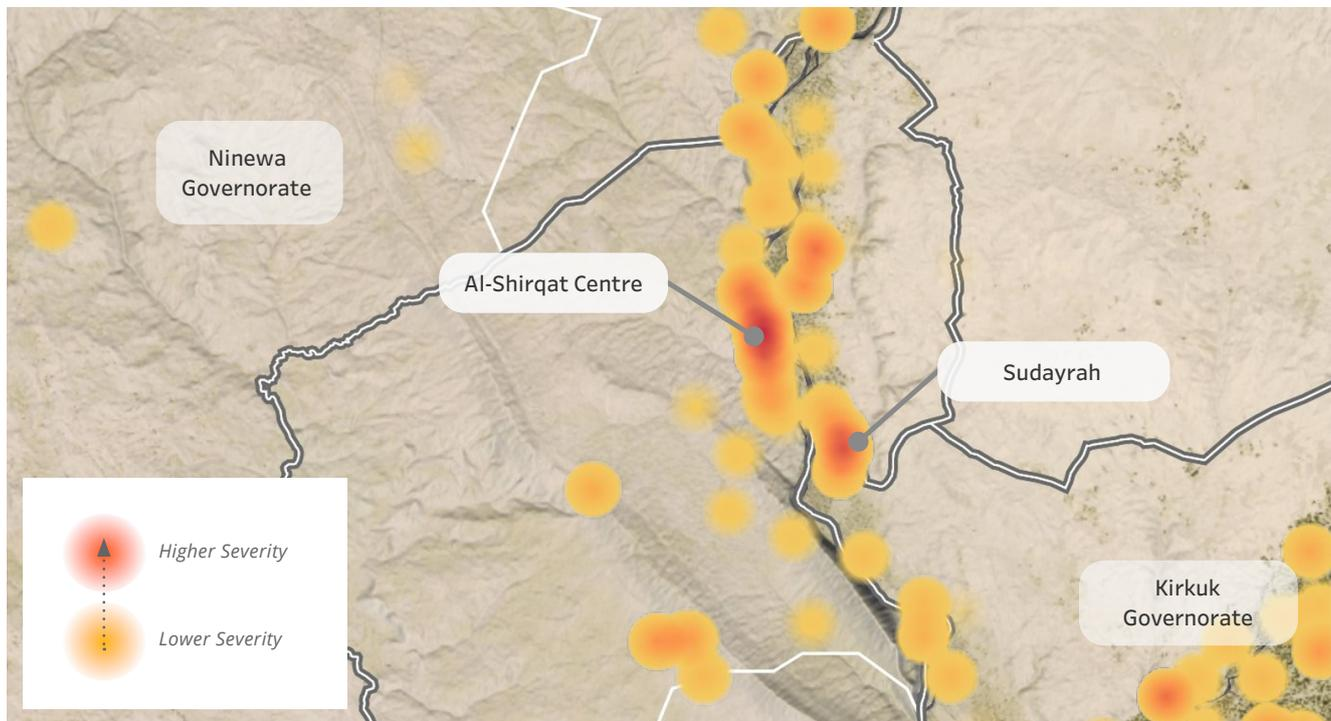 Ninewa
Governorate
Al-Shirqat Centre
Sudayrah
Higher Severity
Lower Severity
Kirkuk
Governorate